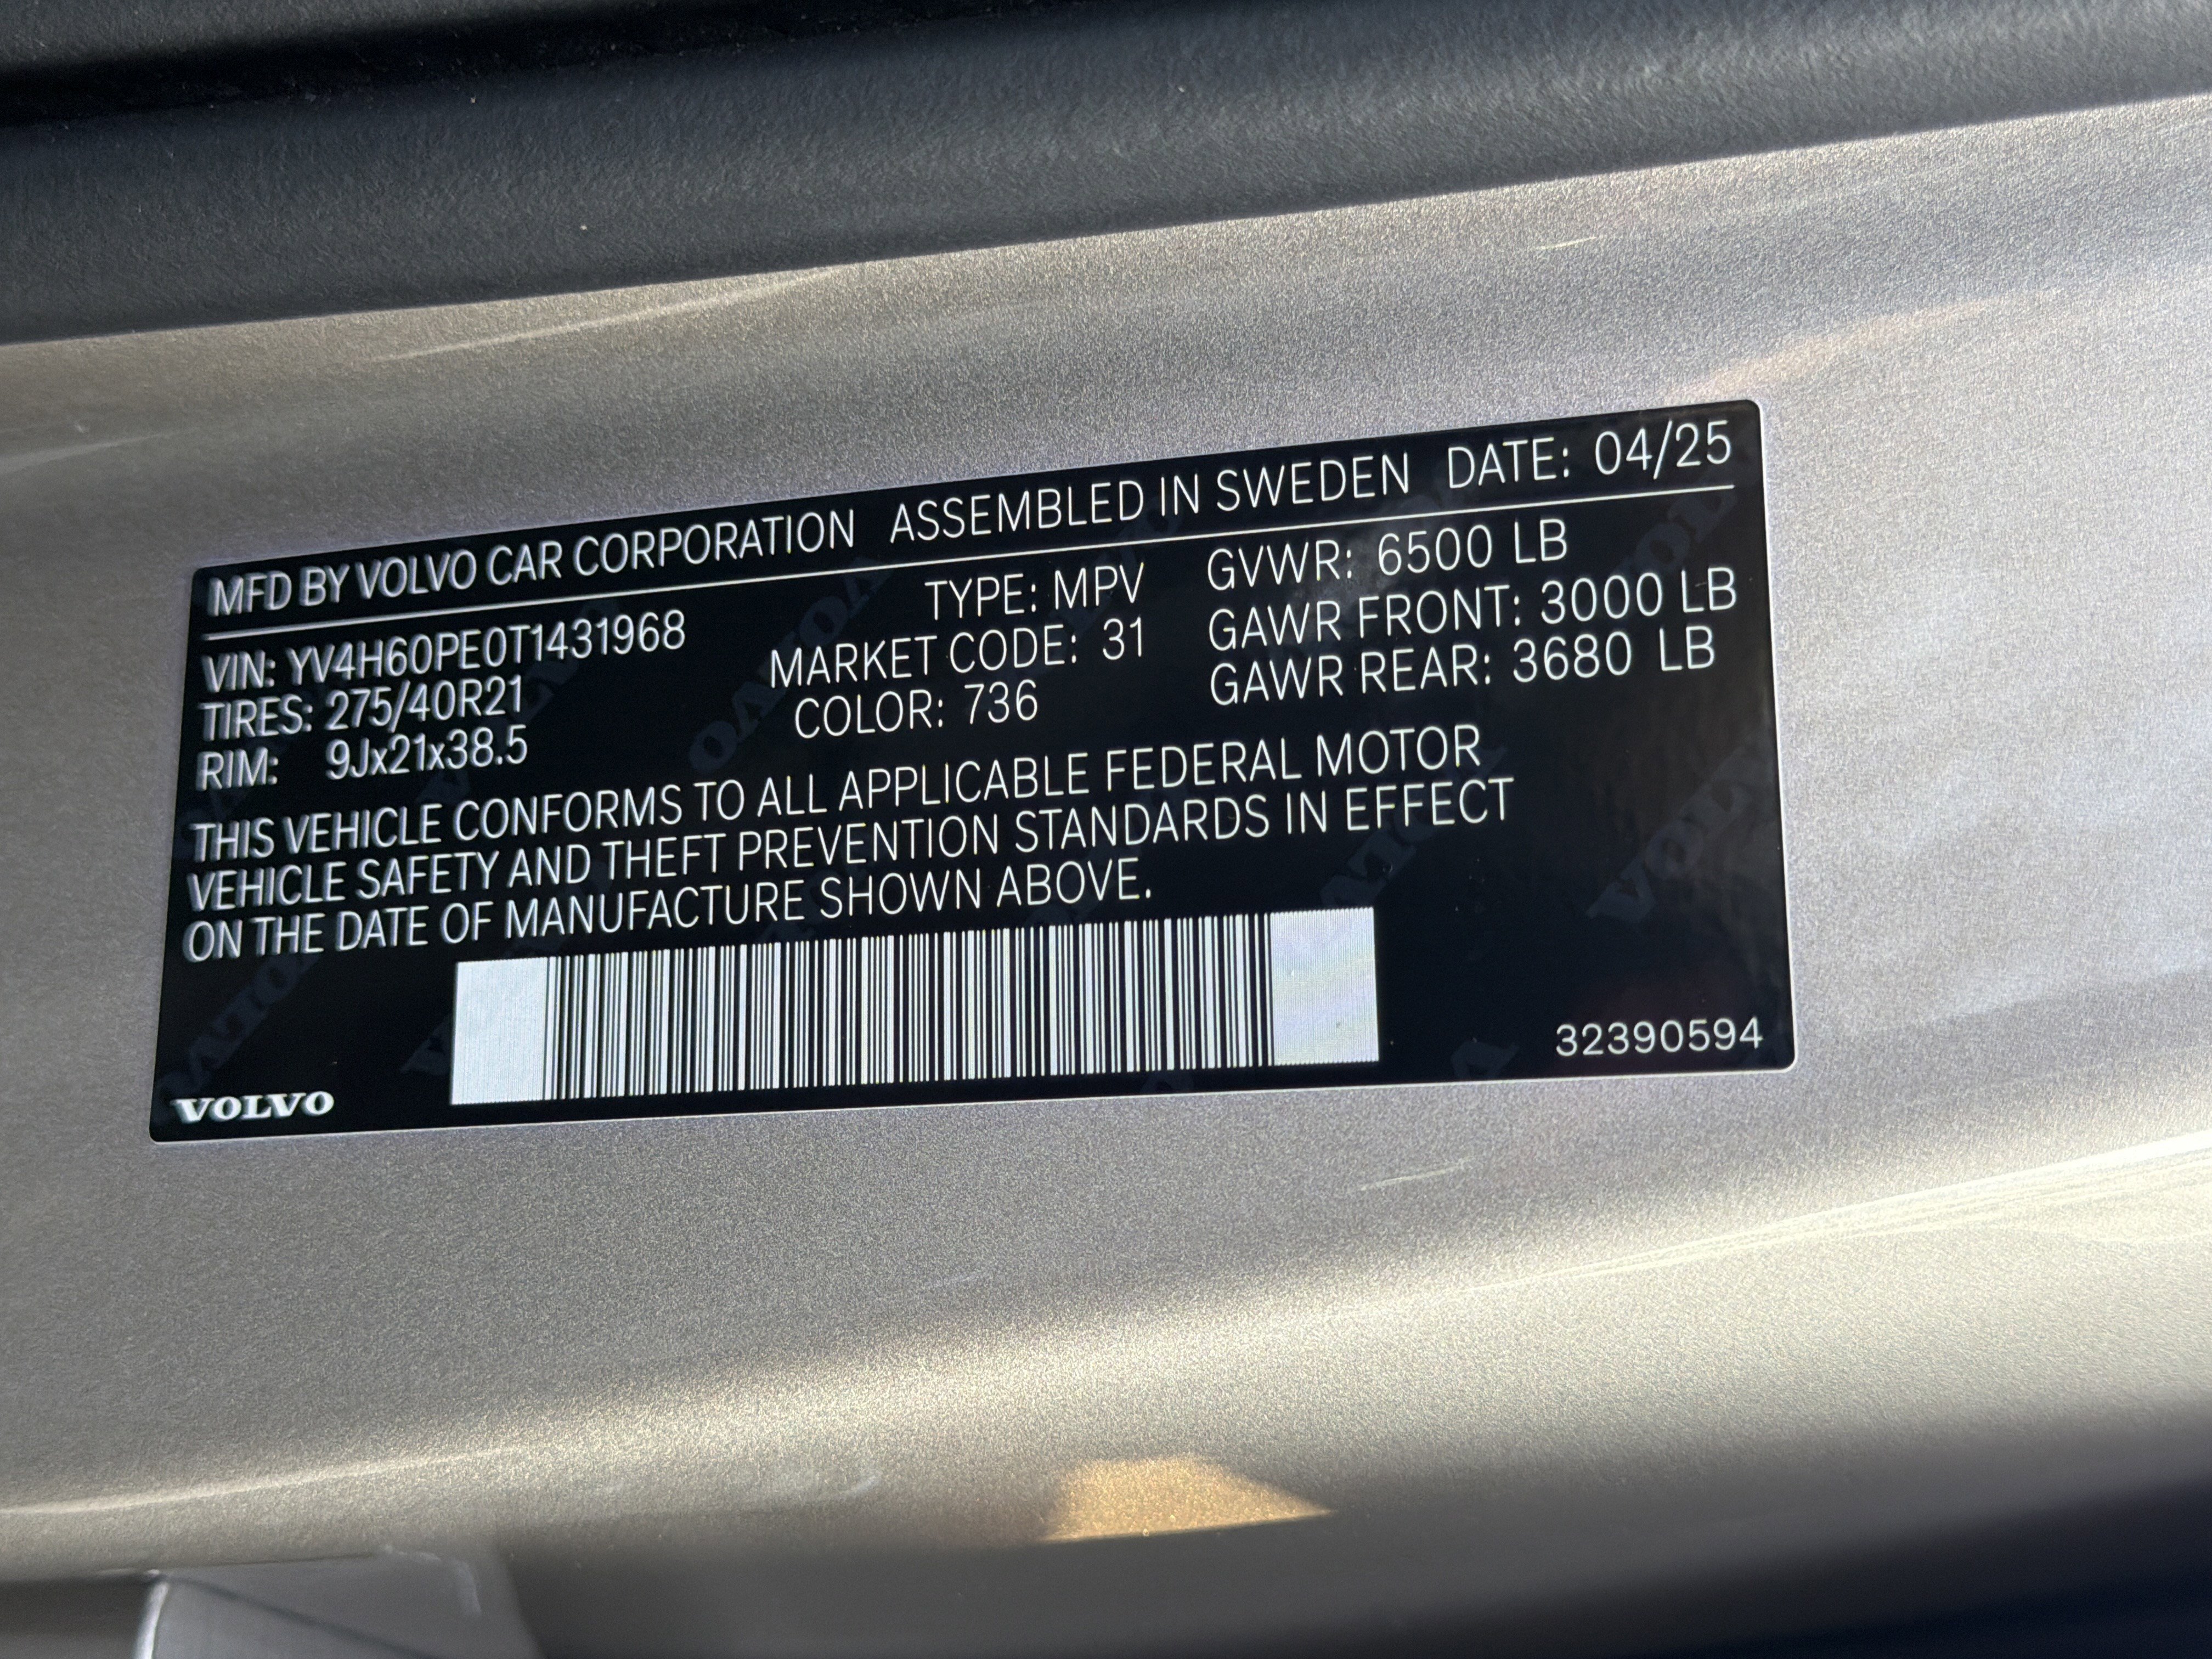 MFD BY VOLVO CAR CORPORATION ASSEMBLED IN SWEDEN DATE: 04/25
VIN: YV4H60PE0T1431968 TYPE: MPV GVWR: 6500 LB
TIRES: 275/40R21 MARKET CODE: 31 GAWR FRONT: 3000 LB
RIM: 9Jx21x38.5 COLOR: 736 GAWR REAR: 3680 LB
THIS VEHICLE CONFORMS TO ALL APPLICABLE FEDERAL MOTOR
VEHICLE SAFETY AND THEFT PREVENTION STANDARDS IN EFFECT
ON THE DATE OF MANUFACTURE SHOWN ABOVE.
VOLVO 32390594